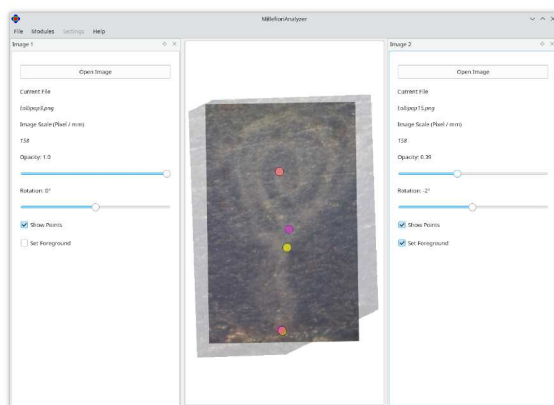 MillefioriAnalyzer
File Modules Settings Help
Image 1
Open Image
Current File
Lollipop3.png
Image Scale (Pixel / mm)
158
Opacity: 1.0
Rotation: 0°
Show Points
Set Foreground
Image 2
Open Image
Current File
Lollipop15.png
Image Scale (Pixel / mm)
158
Opacity: 0.39
Rotation: -2°
Show Points
Set Foreground